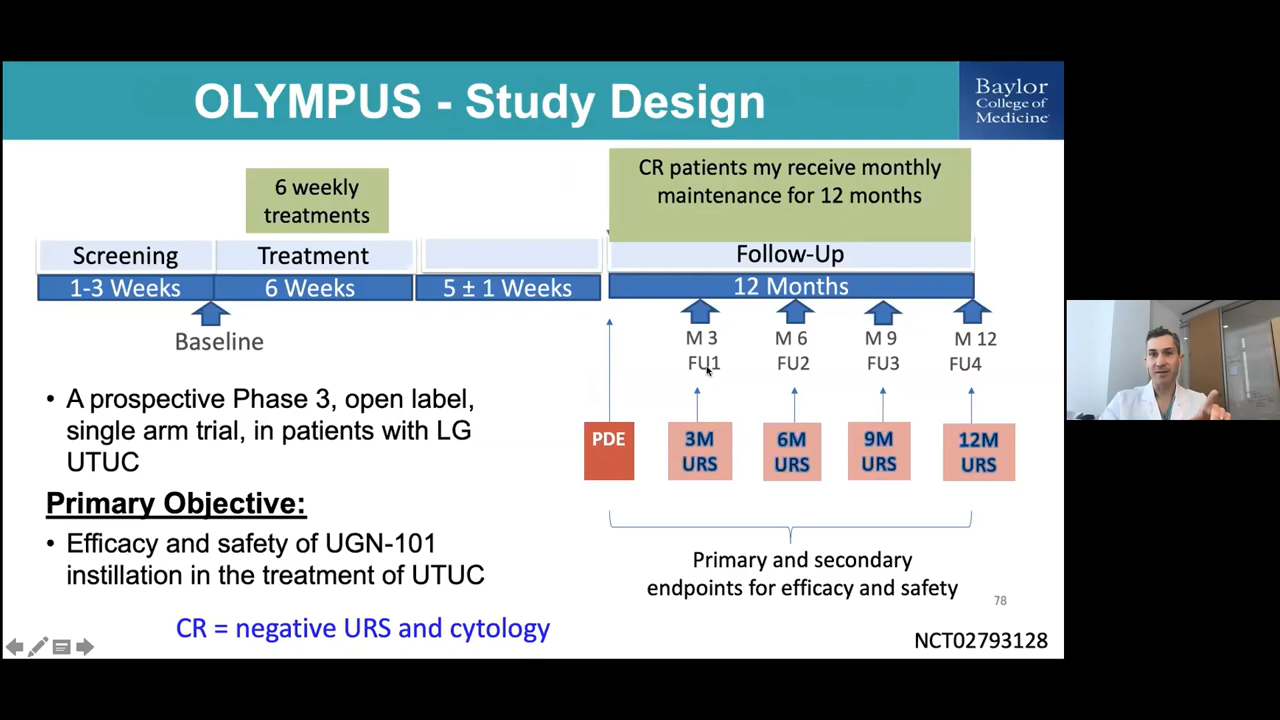 OLYMPUS - Study Design
Baylor
College of
Medicine
6 weekly
treatments
CR patients my receive monthly
maintenance for 12 months
Screening
Treatment
Follow-Up
1-3 Weeks
6 Weeks
5 ± 1 Weeks
12 Months
Baseline
M 3
FU1
M 6
FU2
M 9
FU3
M 12
FU4
• A prospective Phase 3, open label,
single arm trial, in patients with LG
UTUC
PDE
3M
URS
6M
URS
9M
URS
12M
URS
Primary Objective:
• Efficacy and safety of UGN-101
instillation in the treatment of UTUC
Primary and secondary
endpoints for efficacy and safety
78
CR = negative URS and cytology
NCT02793128